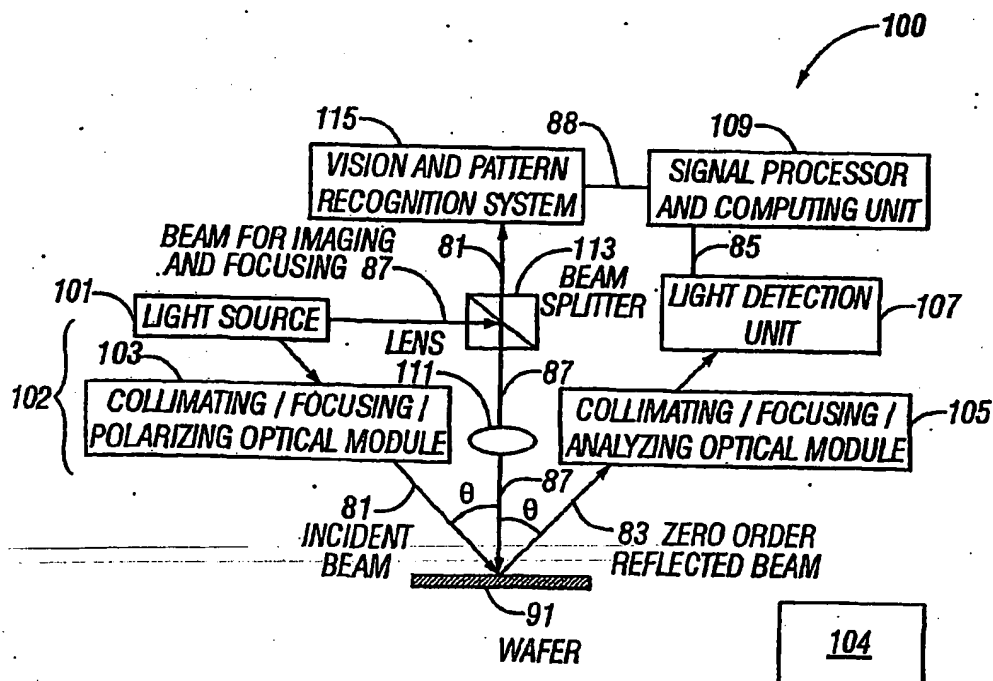 100
115
88
109
VISION AND PATTERN
RECOGNITION SYSTEM
SIGNAL PROCESSOR
AND COMPUTING UNIT
BEAM FOR IMAGING
AND FOCUSING 87
81
113
BEAM
SPLITTER
85
101
LIGHT SOURCE
LIGHT DETECTION
UNIT
107
102
103
LENS
111
87
COLLIMATING / FOCUSING /
POLARIZING OPTICAL MODULE
COLLIMATING / FOCUSING /
ANALYZING OPTICAL MODULE
105
81
INCIDENT
BEAM
θ
87
θ
83 ZERO ORDER
REFLECTED BEAM
91
WAFER
104